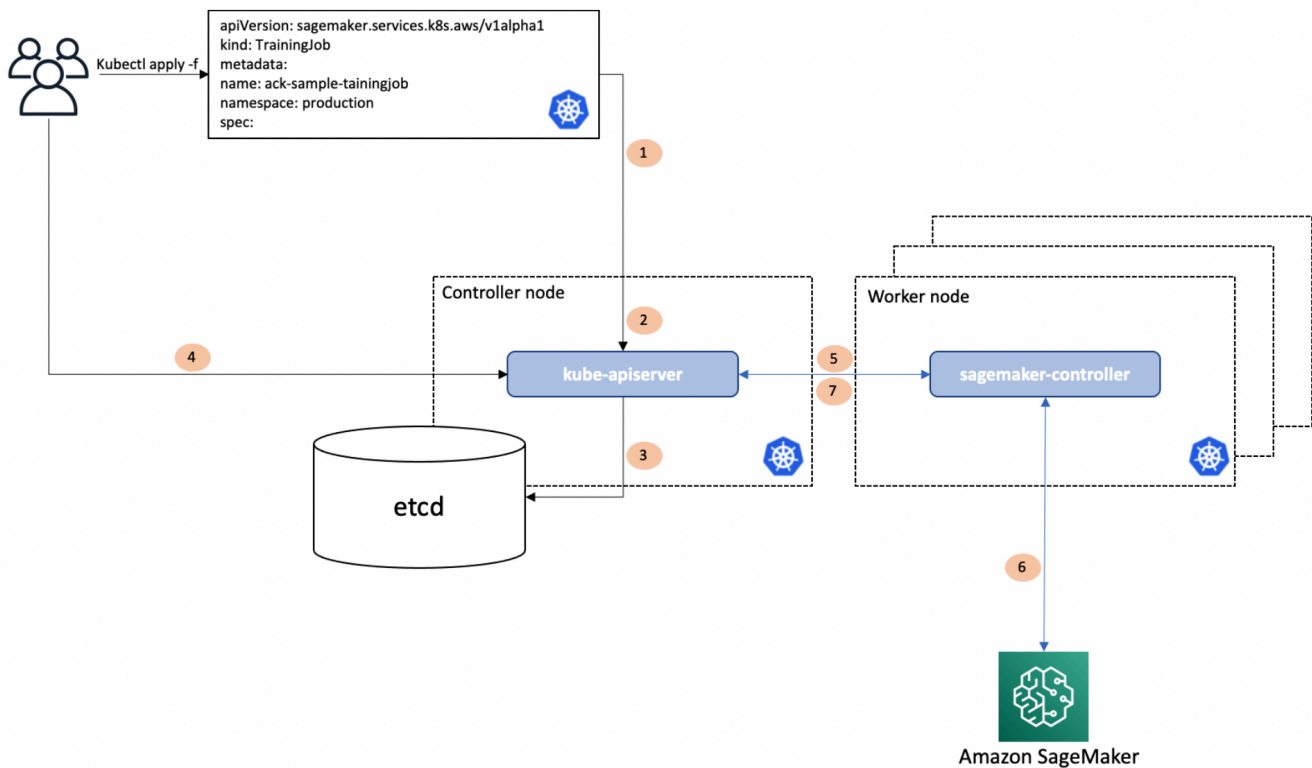 Kubectl apply -f
apiVersion: sagemaker.services.k8s.aws/v1alpha1
kind: TrainingJob
metadata:
name: ack-sample-tainingjob
namespace: production
spec:
1
Controller node
Worker node
2
4
kube-apiserver
5
7
sagemaker-controller
3
etcd
6
Amazon SageMaker